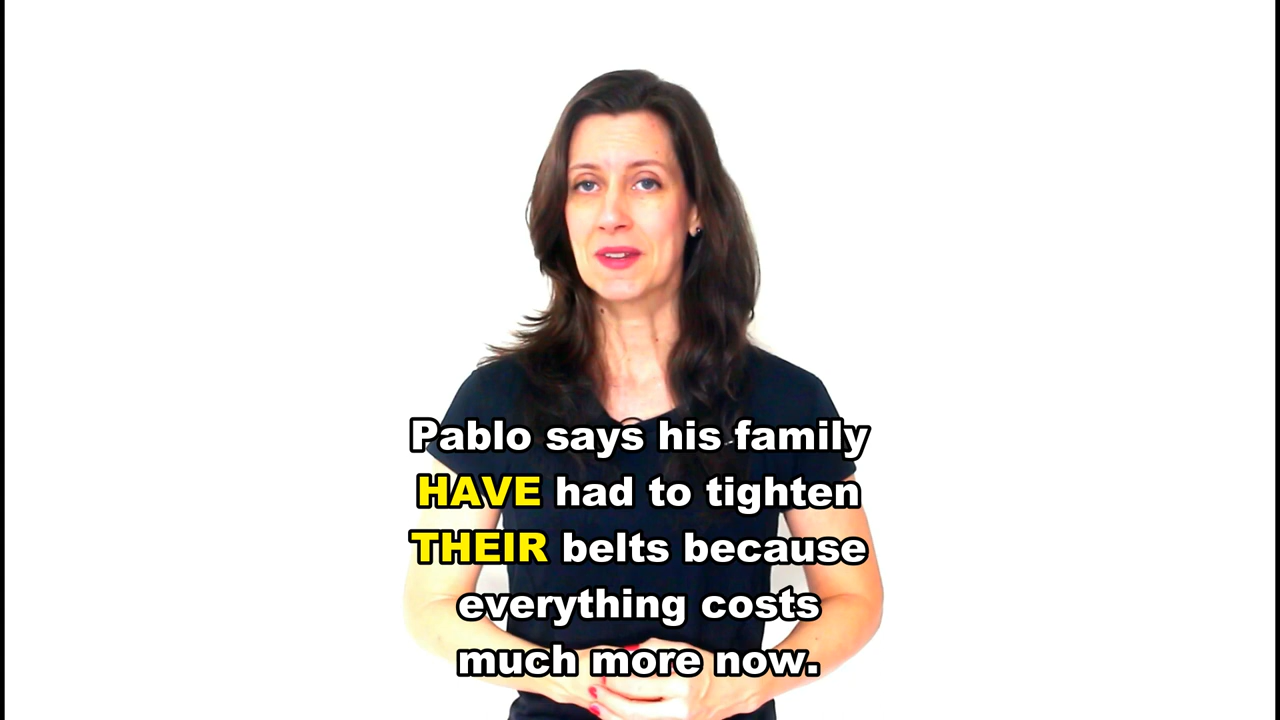 Pablo says his family
HAVE had to tighten
THEIR belts because
everything costs
much more now.